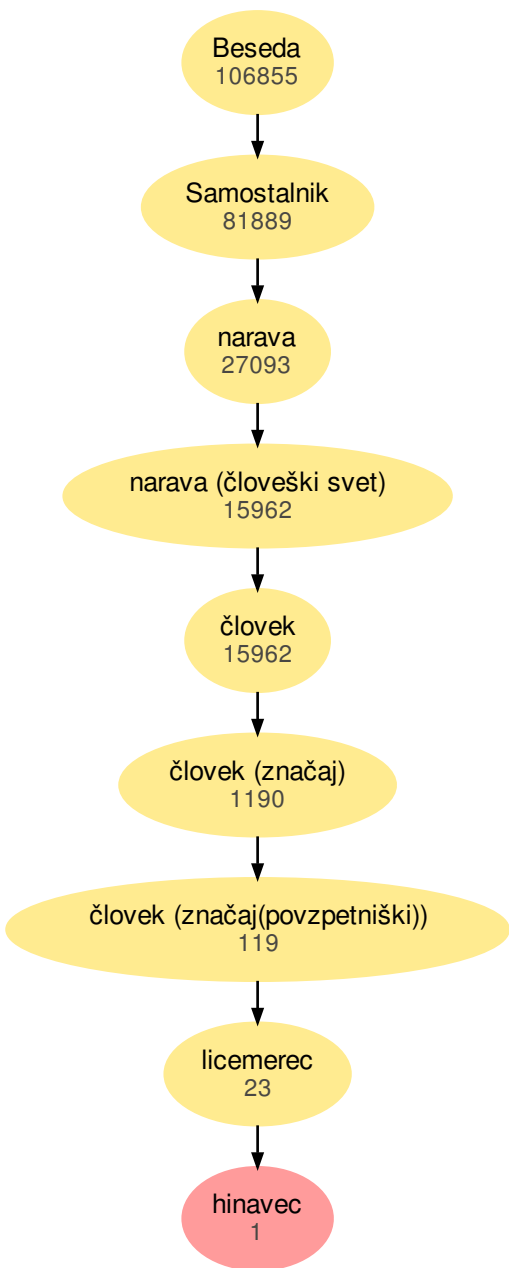 Beseda
106855
Samostalnik
81889
narava
27093
narava (človeški svet)
15962
človek
15962
človek (značaj)
1190
človek (značaj(povzpetniški))
119
licemerec
23
hinavec
1